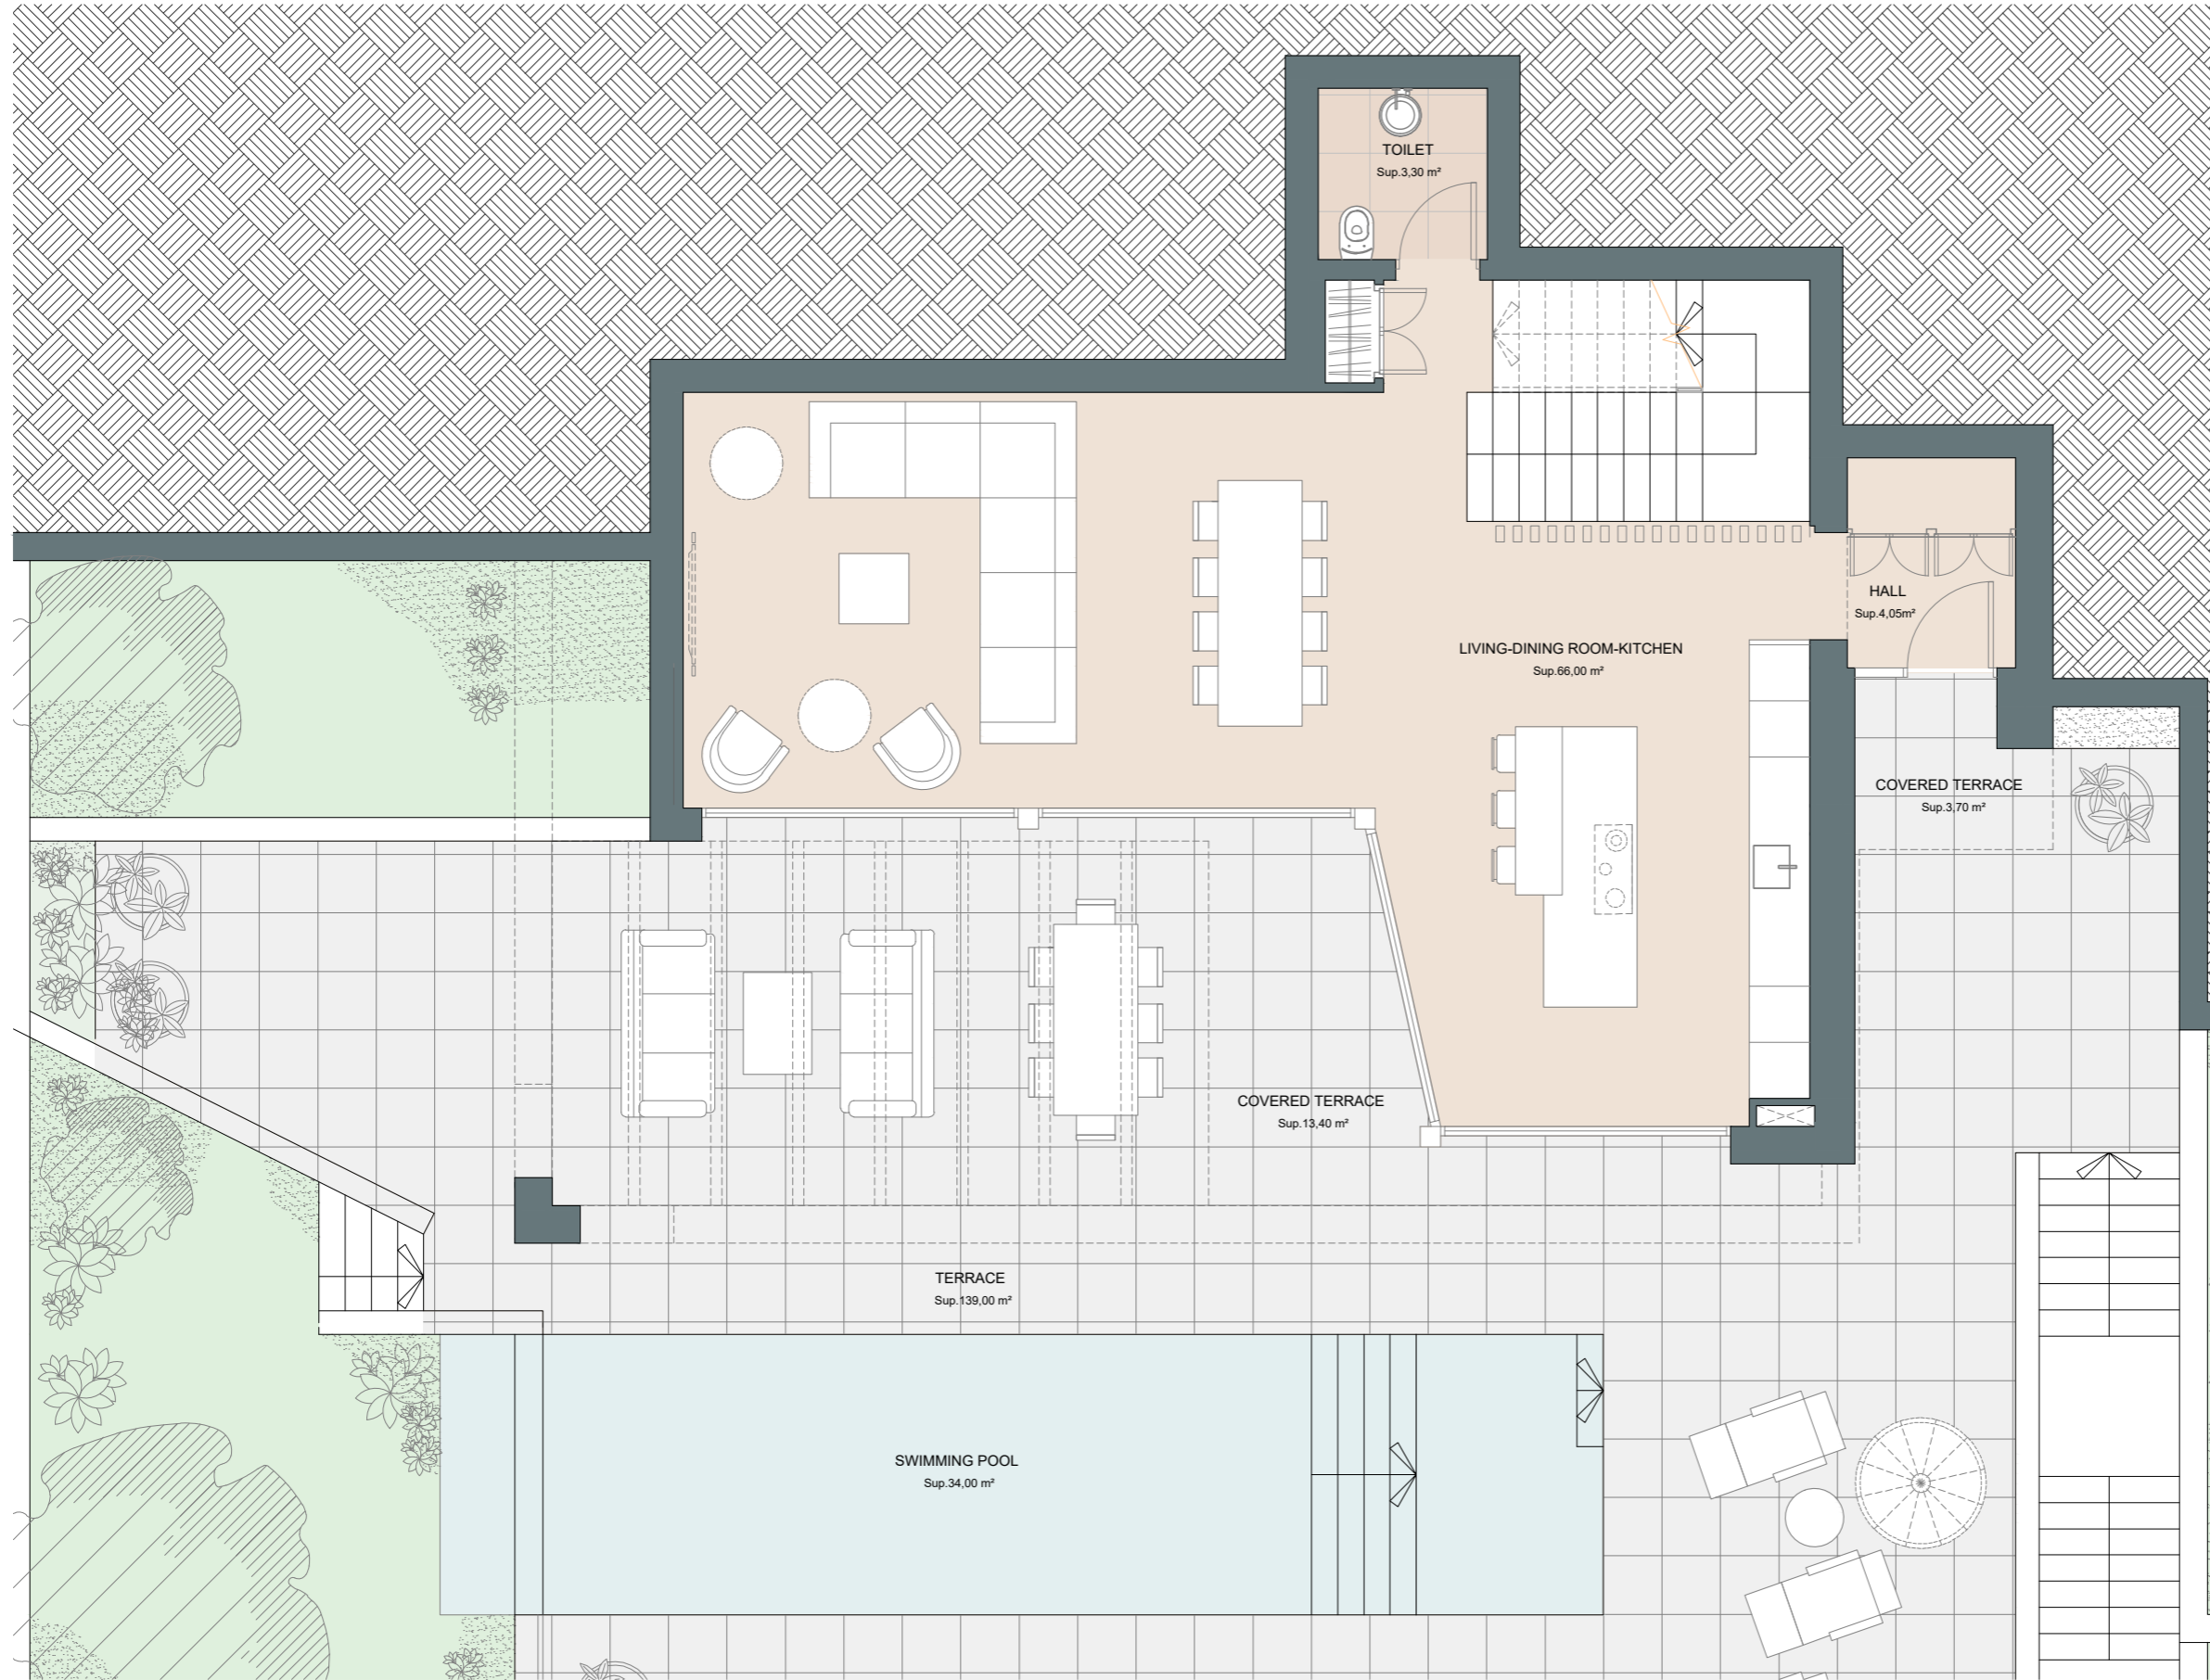 TOILET
Sup.3,30 m²
HALL
Sup.4,05m²
LIVING-DINING ROOM-KITCHEN
Sup.66,00 m²
COVERED TERRACE
Sup.3,70 m²
COVERED TERRACE
Sup.13,40 m²
TERRACE
Sup.139,00 m²
SWIMMING POOL
Sup.34,00 m²